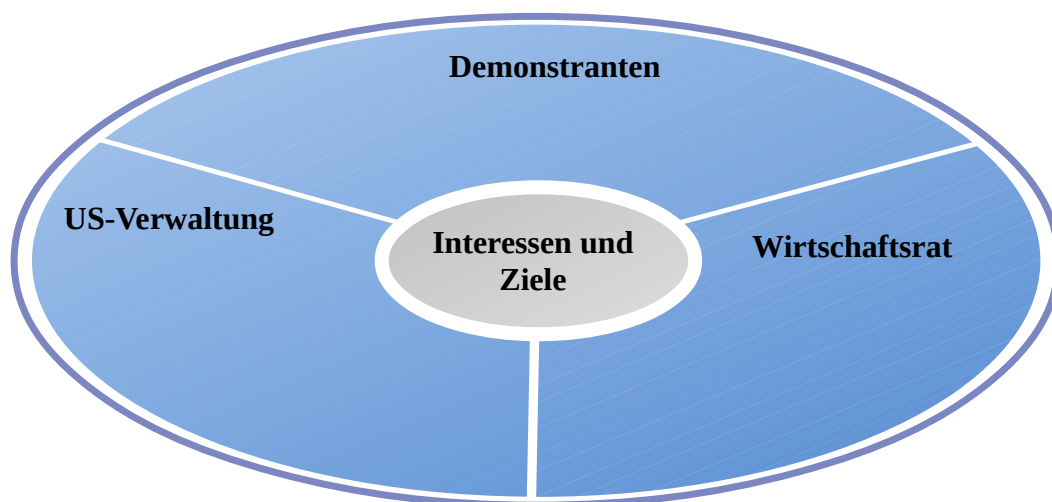 Demonstranten
US-Verwaltung
Interessen und
Ziele
Wirtschaftsrat